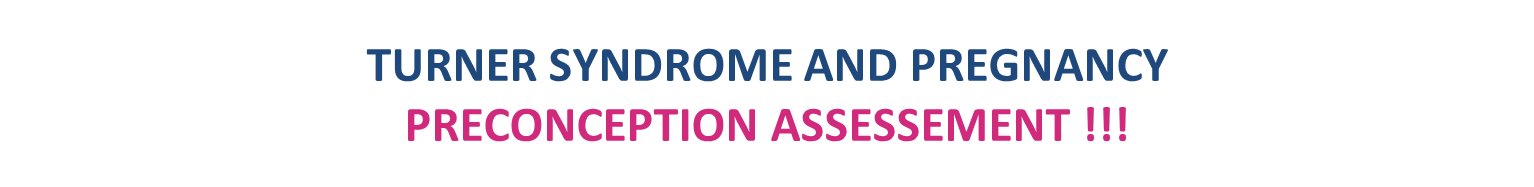 TURNER SYNDROME AND PREGNANCY
PRECONCEPTION ASSESSEMENT !!!